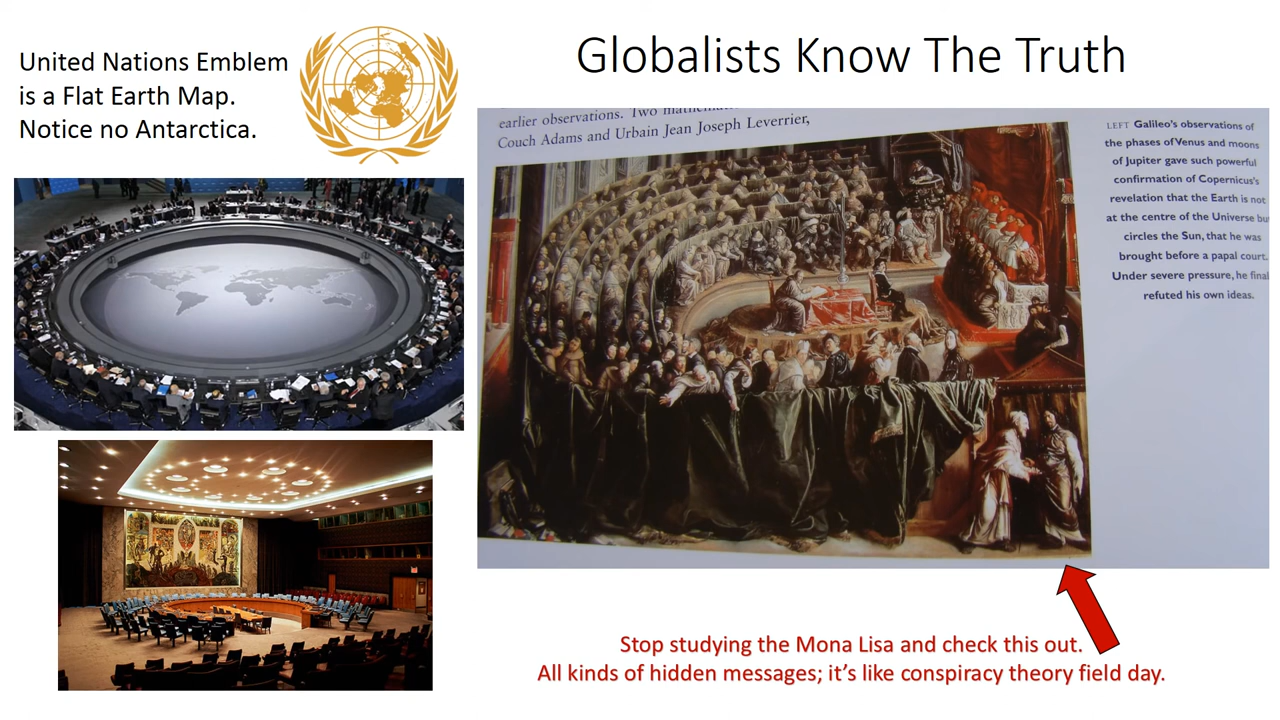 United Nations Emblem
is a Flat Earth Map.
Notice no Antarctica.
Globalists Know The Truth
earlier observations. Two
Couch Adams and Urbain Jean Joseph Leverrier,
LEFT Galileo's observations of
the phases of Venus and moons
of Jupiter gave such powerful
confirmation of Copernicus's
revelation that the Earth is not
at the centre of the Universe bu
circles the Sun, that he was
brought before a papal court.
Under severe pressure, he final
refuted his own ideas.
Stop studying the Mona Lisa and check this out.
All kinds of hidden messages; it's like conspiracy theory field day.